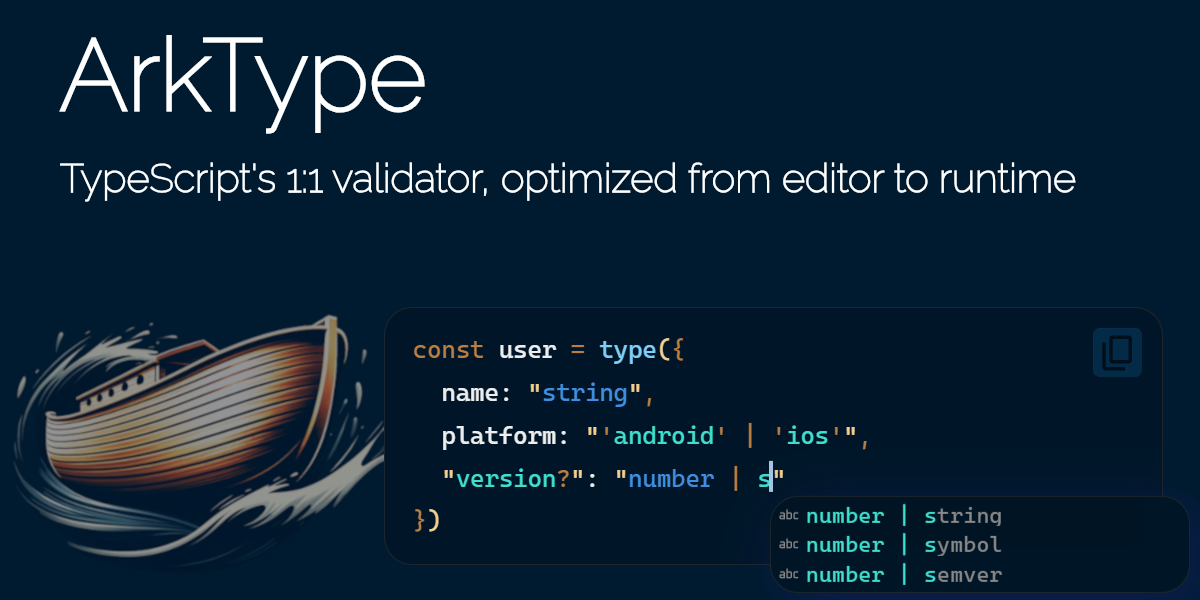 ArkType
TypeScript's 1:1 validator, optimized from editor to runtime
const user = type({
name: "string",
platform: "'android' | 'ios'",
"version?": "number | s"
})
abc number | string
abc number | symbol
abc number | semver